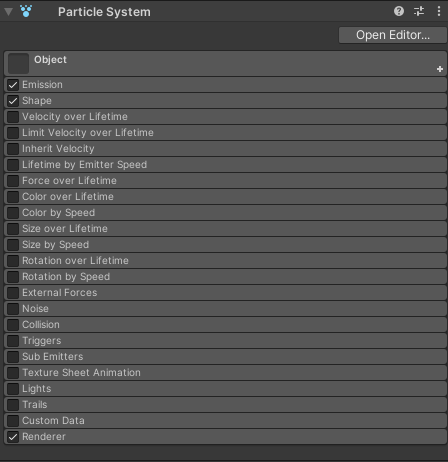 Particle System
Open Editor...
Object
Emission
Shape
Velocity over Lifetime
Limit Velocity over Lifetime
Inherit Velocity
Lifetime by Emitter Speed
Force over Lifetime
Color over Lifetime
Color by Speed
Size over Lifetime
Size by Speed
Rotation over Lifetime
Rotation by Speed
External Forces
Noise
Collision
Triggers
Sub Emitters
Texture Sheet Animation
Lights
Trails
Custom Data
Renderer